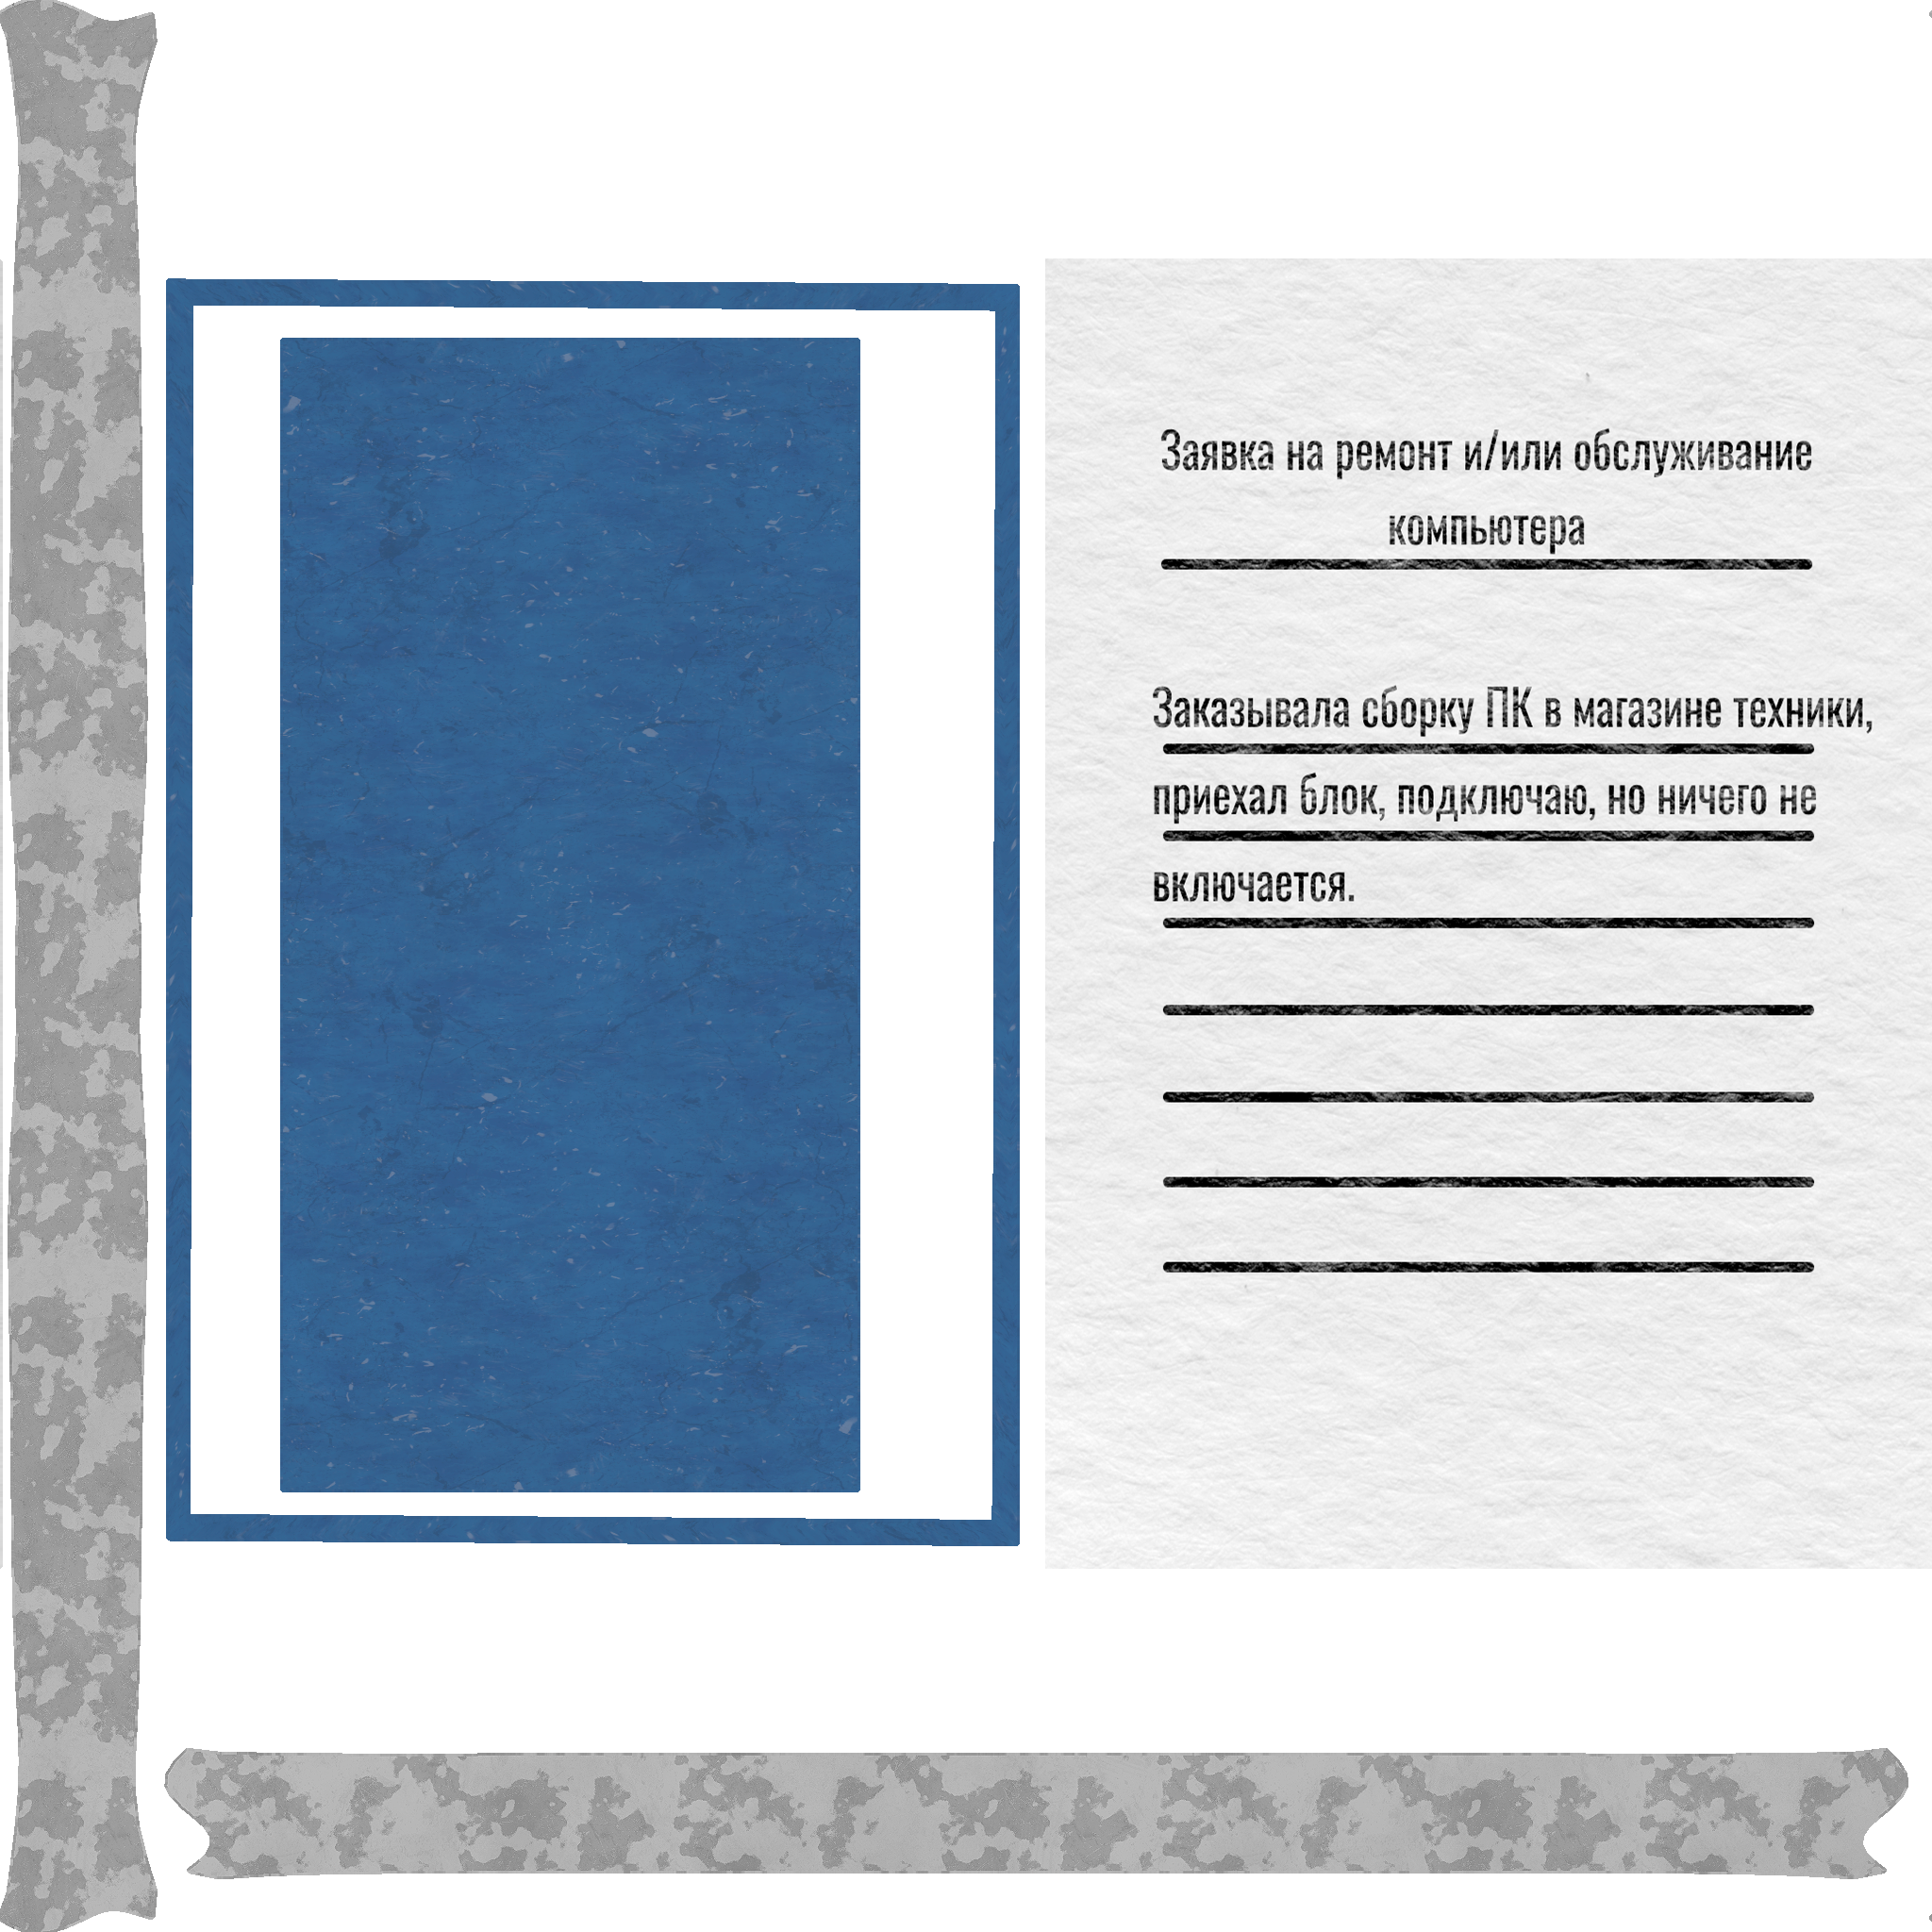 Заявка на ремонт и/или обслуживание
компьютера
Заказывала сборку ПК в магазине техники,
приехал блок, подключаю, но ничего не
включается.